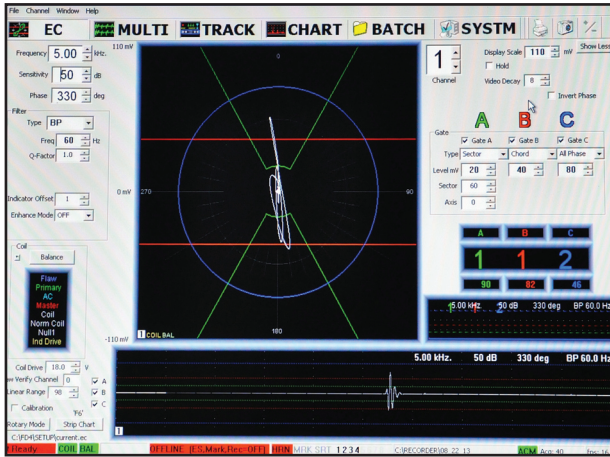 File Channel Window Help
EC MULTI TRACK CHART BATCH SYSTM
Frequency 5.00 kHz.
Sensitivity 50 dB
Phase 330 deg
Filter
Type BP
Freq 60 Hz
Q-Factor 1.0
Indicator Offset 1
Enhance Mode OFF
Coil
Balance
Flaw
Primary
AC
Master
Coil
Norm Coil
Null1
Ind Drive
Coil Drive 18.0 V
Verify Channel 0 A
Linear Range 98 B
Calibration C
Rotary Mode Strip Chart
C:\FD4\SETUP\current.ec
110 mV
0
0 mV 270 90
180
-110 mV
1 COIL BAL
1 Channel
Display Scale 110 mV Show Less
Hold
Video Decay 8
Invert Phase
A B C
Gate
Gate A Gate B Gate C
Type Sector Chord All Phase
Level mV 20 40 80
Sector 60
Axis 0
A B C
1 1 2
90 82 46
5.00 kHz. 50 dB 330 deg BP 60.0 Hz
5.00 kHz. 50 dB 330 deg BP 60.0 Hz
1
Ready COIL BAL OFFLINE (ES,Mark,Rec=OFF) MRK SRT 1 2 3 4 C:\RECORDER\08_22_13 ACM Acq: 40